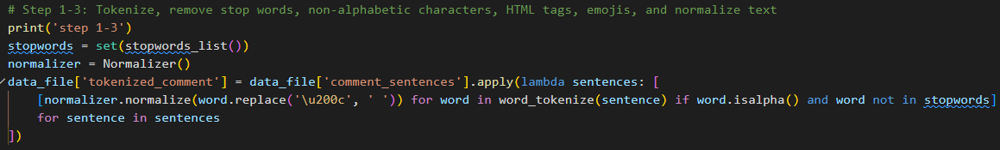 # Step 1-3: Tokenize, remove stop words, non-alphabetic characters, HTML tags, emojis, and normalize text
print('step 1-3')
stopwords = set(stopwords_list())
normalizer = Normalizer()
data_file['tokenized_comment'] = data_file['comment_sentences'].apply(lambda sentences: [
    [normalizer.normalize(word.replace('\u200c', ' ')) for word in word_tokenize(sentence) if word.isalpha() and word not in stopwords]
    for sentence in sentences
])